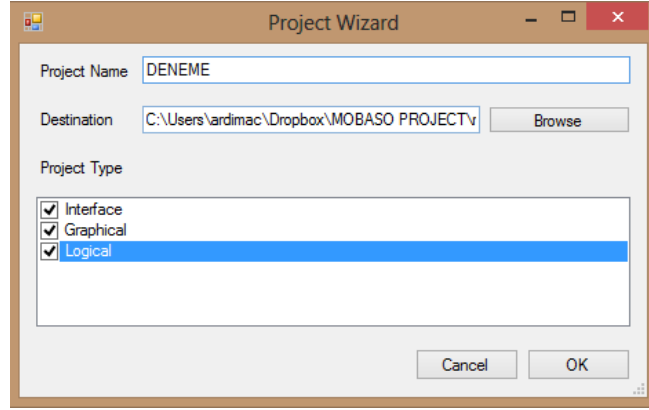 Project Wizard
Project Name DENEME
Destination C:\Users\ardimac\Dropbox\MOBASO PROJECT\r Browse
Project Type
Interface
Graphical
Logical
Cancel OK